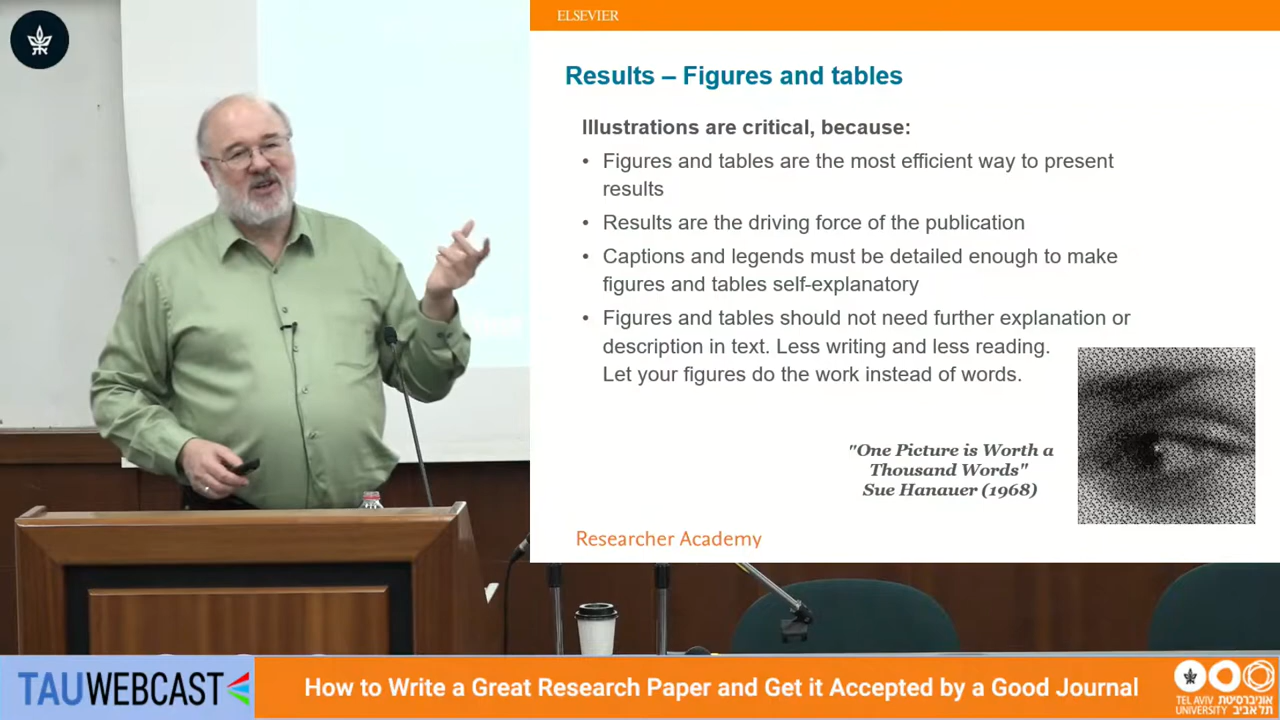 ELSEVIER
Results – Figures and tables
Illustrations are critical, because:
• Figures and tables are the most efficient way to present
results
• Results are the driving force of the publication
• Captions and legends must be detailed enough to make
figures and tables self-explanatory
• Figures and tables should not need further explanation or
description in text. Less writing and less reading.
Let your figures do the work instead of words.
"One Picture is Worth a
Thousand Words"
Sue Hanauer (1968)
Researcher Academy
TAUWEBCAST
How to Write a Great Research Paper and Get it Accepted by a Good Journal
TEL AVIV אוניברסיטת
UNIVERSITY תל אביב